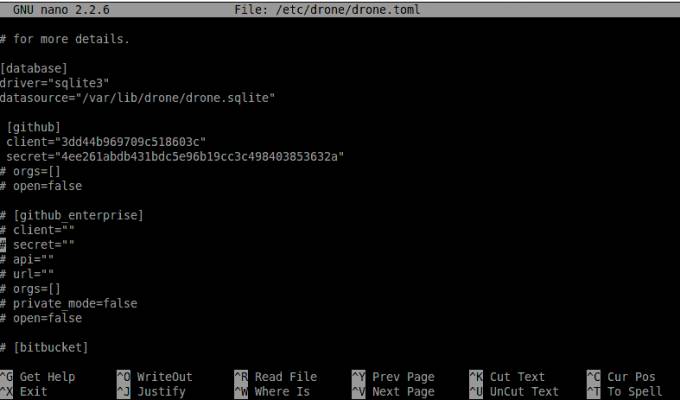 GNU nano 2.2.6 File: /etc/drone/drone.toml
# for more details.
[database]
driver="sqlite3"
datasource="/var/lib/drone/drone.sqlite"
[github]
client="3dd44b969709c518603c"
secret="4ee261abdb431bdc5e96b19cc3c498403853632a"
# orgs=[]
# open=false
# [github_enterprise]
# client=""
# secret=""
# api=""
# url=""
# orgs=[]
# private_mode=false
# open=false
# [bitbucket]
^G Get Help ^O WriteOut ^R Read File ^Y Prev Page ^K Cut Text ^C Cur Pos
^X Exit ^J Justify ^W Where Is ^V Next Page ^U UnCut Text ^T To Spell